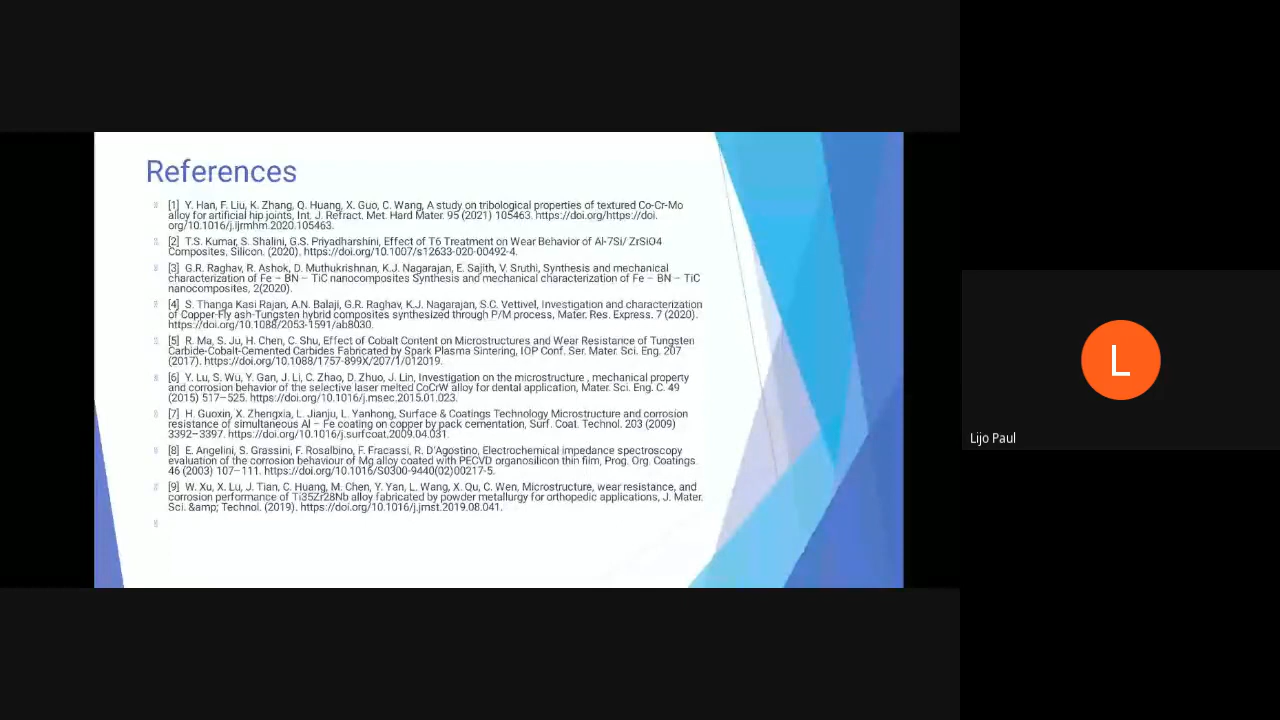 References
[1] Y. Han, F. Liu, K. Zhang, Q. Huang, X. Guo, C. Wang, A study on tribological properties of textured Co-Cr-Mo
alloy for artificial hip joints, Int. J. Refract. Met. Hard Mater. 95 (2021) 105463. https://doi.org/https://doi.
org/10.1016/j.ijrmhm.2020.105463.
[2] T.S. Kumar, S. Shalini, G.S. Priyadharshini, Effect of T6 Treatment on Wear Behavior of Al-7Si/ ZrSiO4
Composites, Silicon. (2020). https://doi.org/10.1007/s12633-020-00492-4.
[3] G.R. Raghav, R. Ashok, D. Muthukrishnan, K.J. Nagarajan, E. Sajith, V. Sruthi, Synthesis and mechanical
characterization of Fe – BN – TiC nanocomposites Synthesis and mechanical characterization of Fe – BN – TiC
nanocomposites, 2(2020).
[4] S. Thanga Kasi Rajan, A.N. Balaji, G.R. Raghav, K.J. Nagarajan, S.C. Vettivel, Investigation and characterization
of Copper-Fly ash-Tungsten hybrid composites synthesized through P/M process, Mater. Res. Express. 7 (2020).
https://doi.org/10.1088/2053-1591/ab8030.
[5] R. Ma, S. Ju, H. Chen, C. Shu, Effect of Cobalt Content on Microstructures and Wear Resistance of Tungsten
Carbide-Cobalt-Cemented Carbides Fabricated by Spark Plasma Sintering, IOP Conf. Ser. Mater. Sci. Eng. 207
(2017). https://doi.org/10.1088/1757-899X/207/1/012019.
[6] Y. Lu, S. Wu, Y. Gan, J. Li, C. Zhao, D. Zhuo, J. Lin, Investigation on the microstructure , mechanical property
and corrosion behavior of the selective laser melted CoCrW alloy for dental application, Mater. Sci. Eng. C. 49
(2015) 517–525. https://doi.org/10.1016/j.msec.2015.01.023.
[7] H. Guoxin, X. Zhengxia, L. Jianju, L. Yanhong, Surface & Coatings Technology Microstructure and corrosion
resistance of simultaneous Al – Fe coating on copper by pack cementation, Surf. Coat. Technol. 203 (2009)
3392–3397. https://doi.org/10.1016/j.surfcoat.2009.04.031.
[8] E. Angelini, S. Grassini, F. Rosalbino, F. Fracassi, R. D'Agostino, Electrochemical impedance spectroscopy
evaluation of the corrosion behaviour of Mg alloy coated with PECVD organosilicon thin film, Prog. Org. Coatings.
46 (2003) 107–111. https://doi.org/10.1016/S0300-9440(02)00217-5.
[9] W. Xu, X. Lu, J. Tian, C. Huang, M. Chen, Y. Yan, L. Wang, X. Qu, C. Wen, Microstructure, wear resistance, and
corrosion performance of Ti35Zr28Nb alloy fabricated by powder metallurgy for orthopedic applications, J. Mater.
Sci. &amp; Technol. (2019). https://doi.org/10.1016/j.jmst.2019.08.041.
L
Lijo Paul